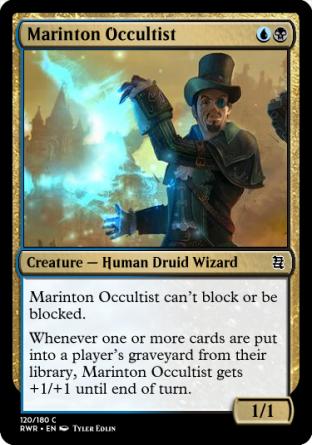 Marinton Occultist
Creature — Human Druid Wizard
Marinton Occultist can't block or be
blocked.
Whenever one or more cards are put
into a player's graveyard from their
library, Marinton Occultist gets
+1/+1 until end of turn.
1/1
120/180 C
RWR • EN Tyler Edlin